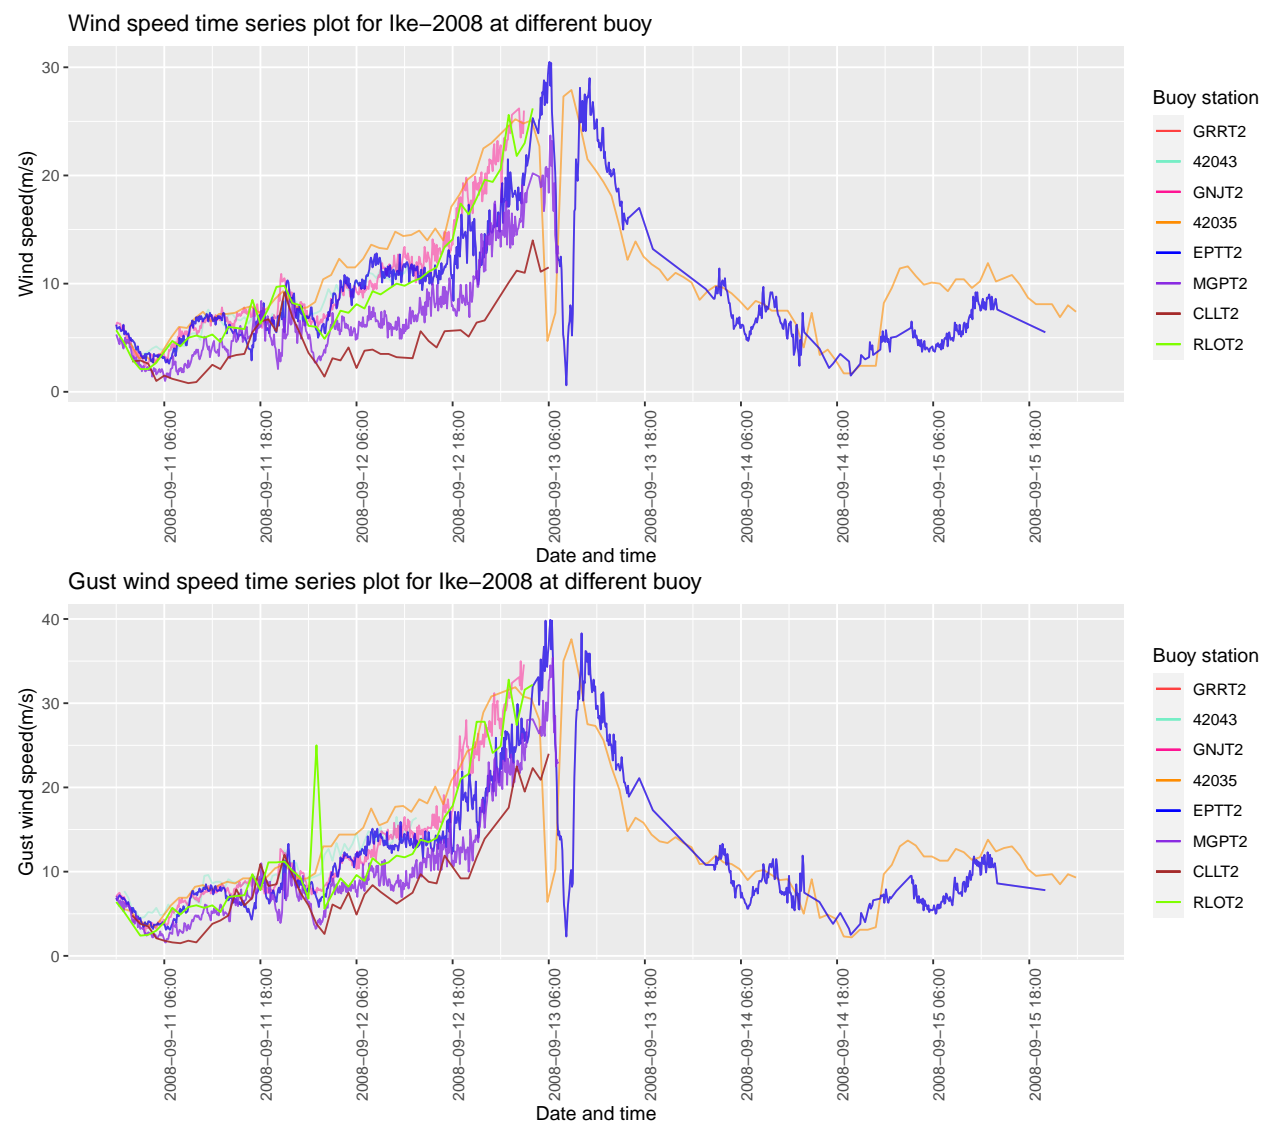 Wind speed time series plot for Ike−2008 at different buoy
30
20
10
0
Wind speed(m/s)
2008−09−11 06:00
2008−09−11 18:00
2008−09−12 06:00
2008−09−12 18:00
2008−09−13 06:00
2008−09−13 18:00
2008−09−14 06:00
2008−09−14 18:00
2008−09−15 06:00
2008−09−15 18:00
Date and time
Buoy station
GRRT2
42043
GNJT2
42035
EPTT2
MGPT2
CLLT2
RLOT2
Gust wind speed time series plot for Ike−2008 at different buoy
40
30
20
10
0
Gust wind speed(m/s)
2008−09−11 06:00
2008−09−11 18:00
2008−09−12 06:00
2008−09−12 18:00
2008−09−13 06:00
2008−09−13 18:00
2008−09−14 06:00
2008−09−14 18:00
2008−09−15 06:00
2008−09−15 18:00
Date and time
Buoy station
GRRT2
42043
GNJT2
42035
EPTT2
MGPT2
CLLT2
RLOT2